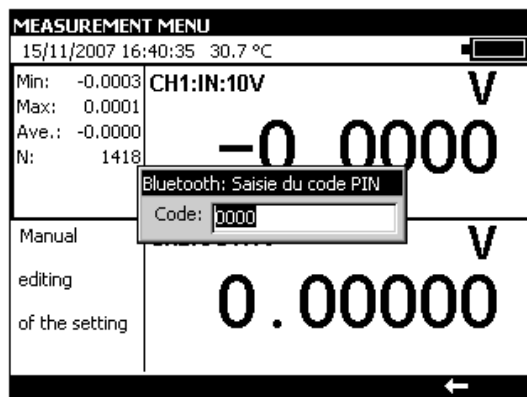 MEASUREMENT MENU
15/11/2007 16:40:35 30.7 °C
Min: -0.0003
Max: 0.0001
Ave.: -0.0000
N: 1418
CH1:IN:10V
V
-0 0000
Bluetooth: Saisie du code PIN
Code: 0000
Manual
editing
of the setting
V
0.00000